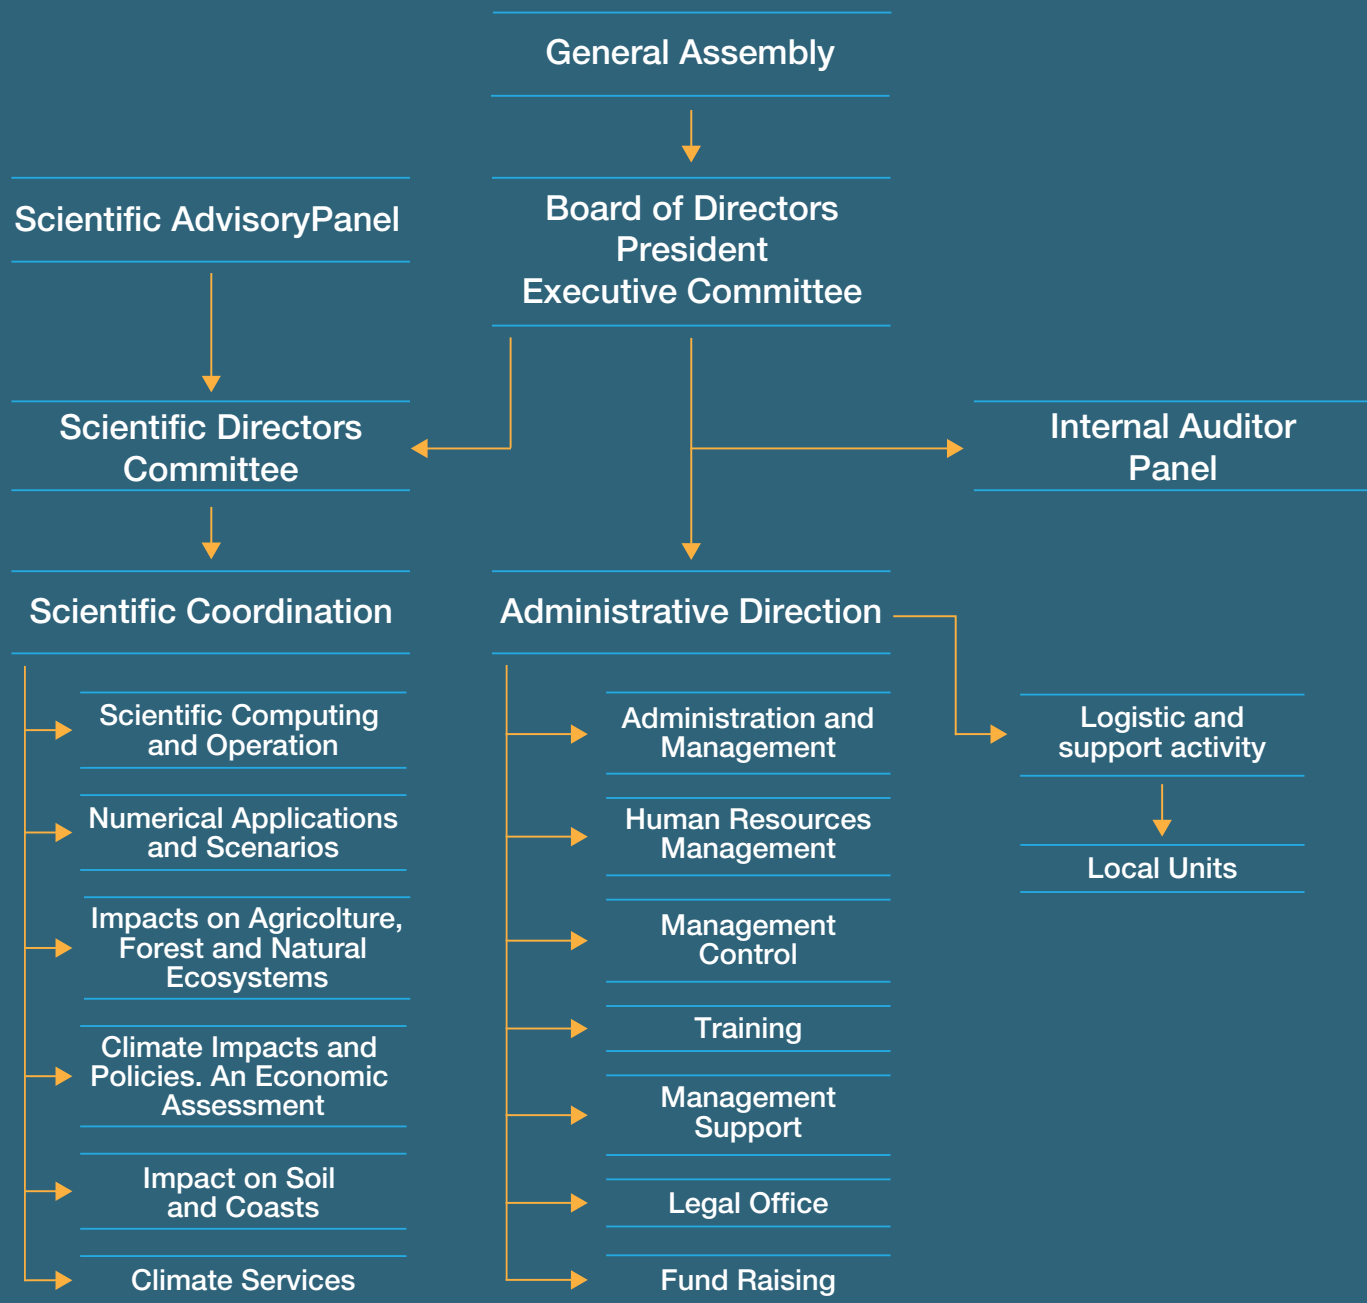 General Assembly
Scientific AdvisoryPanel
Board of Directors
President
Executive Committee
Scientific Directors
Committee
Internal Auditor
Panel
Scientific Coordination
Scientific Computing
and Operation
Numerical Applications
and Scenarios
Impacts on Agricolture,
Forest and Natural
Ecosystems
Climate Impacts and
Policies. An Economic
Assessment
Impact on Soil
and Coasts
Climate Services
Administrative Direction
Administration and
Management
Human Resources
Management
Management
Control
Training
Management
Support
Legal Office
Fund Raising
Logistic and
support activity
Local Units